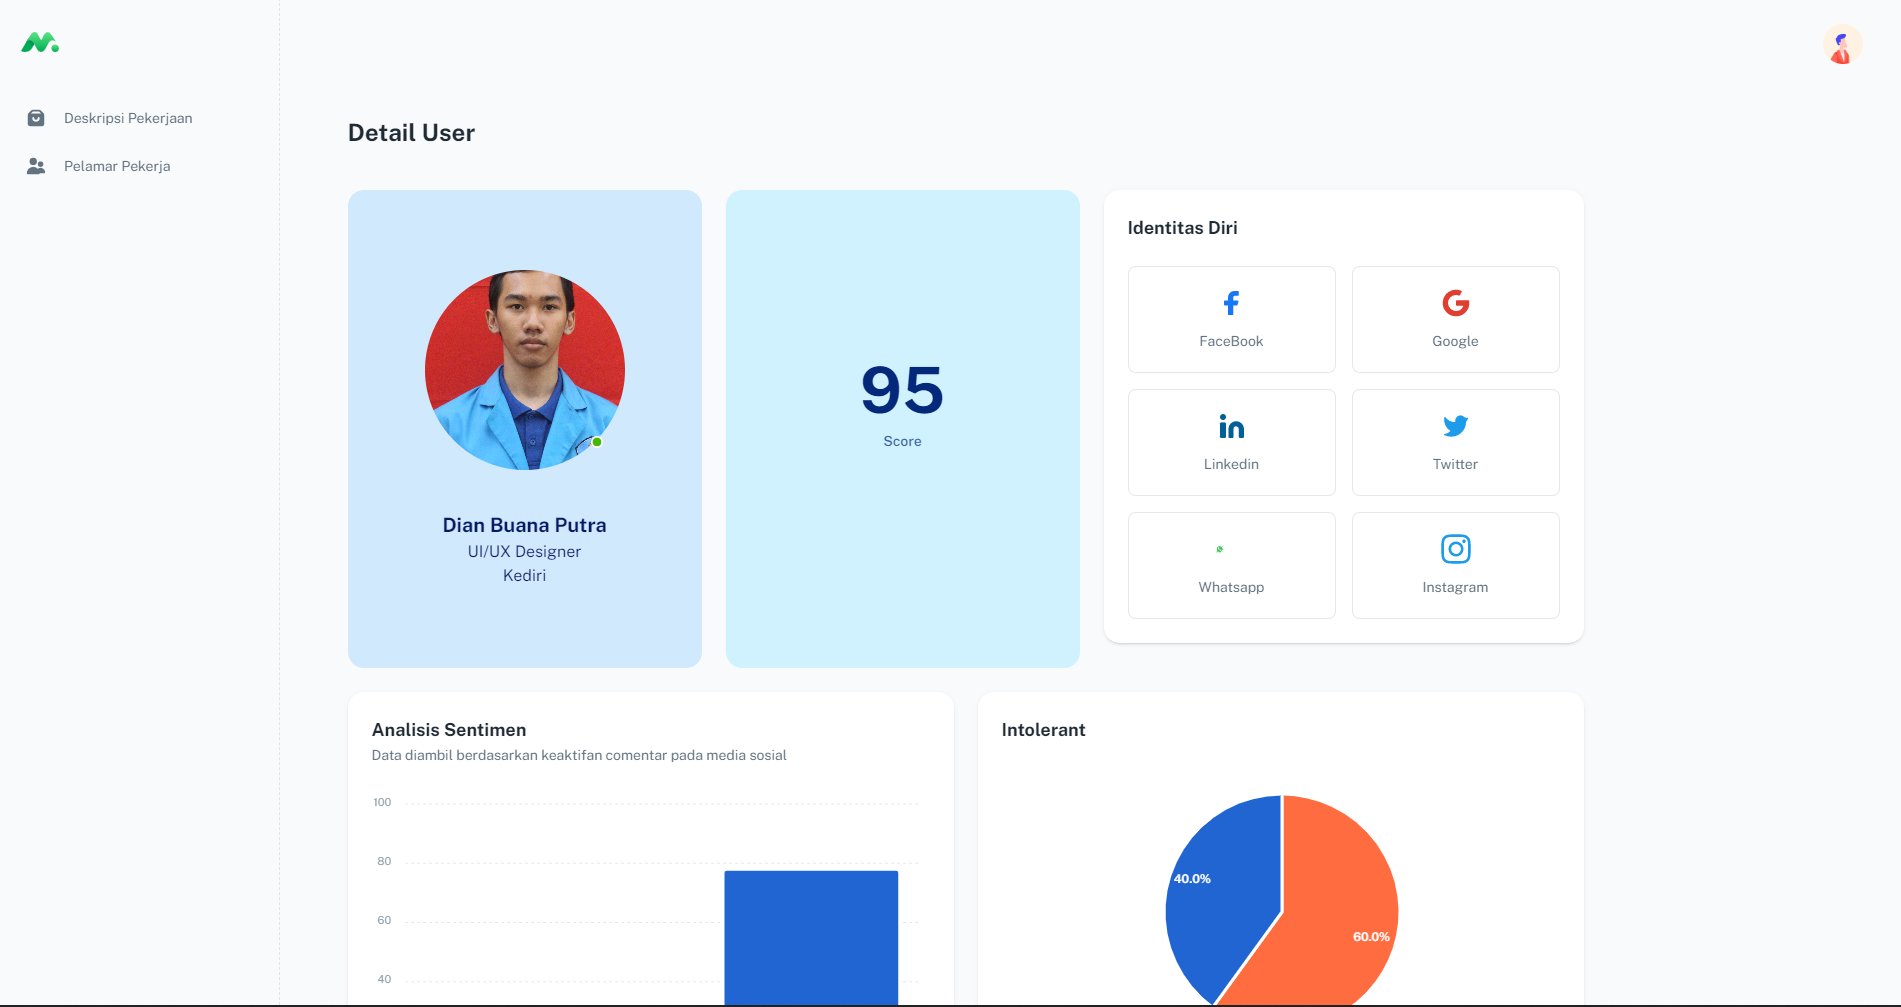 Deskripsi Pekerjaan
Pelamar Pekerja
Detail User
Dian Buana Putra
UI/UX Designer
Kediri
95
Score
Identitas Diri
FaceBook
Google
Linkedin
Twitter
Whatsapp
Instagram
Analisis Sentimen
Data diambil berdasarkan keaktifan comentar pada media sosial
100
80
60
40
Intolerant
40.0%
60.0%